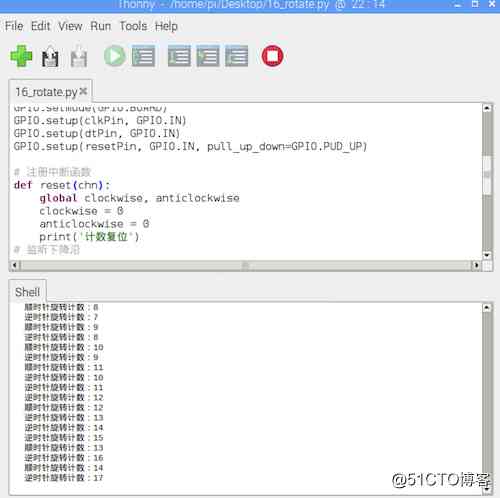 Thonny - /home/pi/Desktop/16_rotate.py @ 22 : 14
File Edit View Run Tools Help
16_rotate.py
GPIO.setmode(GPIO.BOARD)
GPIO.setup(clkPin, GPIO.IN)
GPIO.setup(dtPin, GPIO.IN)
GPIO.setup(resetPin, GPIO.IN, pull_up_down=GPIO.PUD_UP)
# 注册中断函数
def reset(chn):
global clockwise, anticlockwise
clockwise = 0
anticlockwise = 0
print('计数复位')
# 监听下降沿
Shell
顺时针旋转计数：8
逆时针旋转计数：7
顺时针旋转计数：9
逆时针旋转计数：8
顺时针旋转计数：10
逆时针旋转计数：9
顺时针旋转计数：11
逆时针旋转计数：10
逆时针旋转计数：11
逆时针旋转计数：12
顺时针旋转计数：12
逆时针旋转计数：13
逆时针旋转计数：14
逆时针旋转计数：15
顺时针旋转计数：13
逆时针旋转计数：16
顺时针旋转计数：14
逆时针旋转计数：17
@51CTO博客